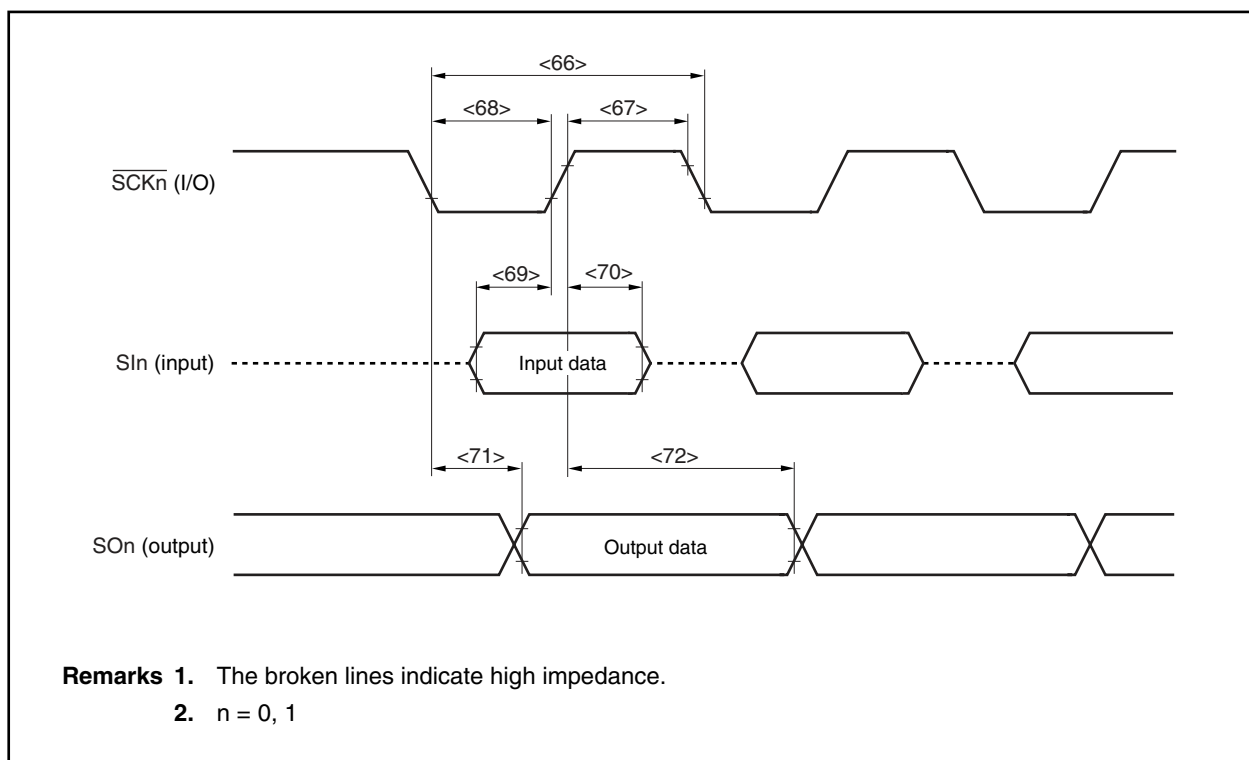 <66>
<68> <67>
SCKn (I/O)
<69> <70>
SIn (input) Input data
<71> <72>
SOn (output) Output data
Remarks 1. The broken lines indicate high impedance.
2. n = 0, 1